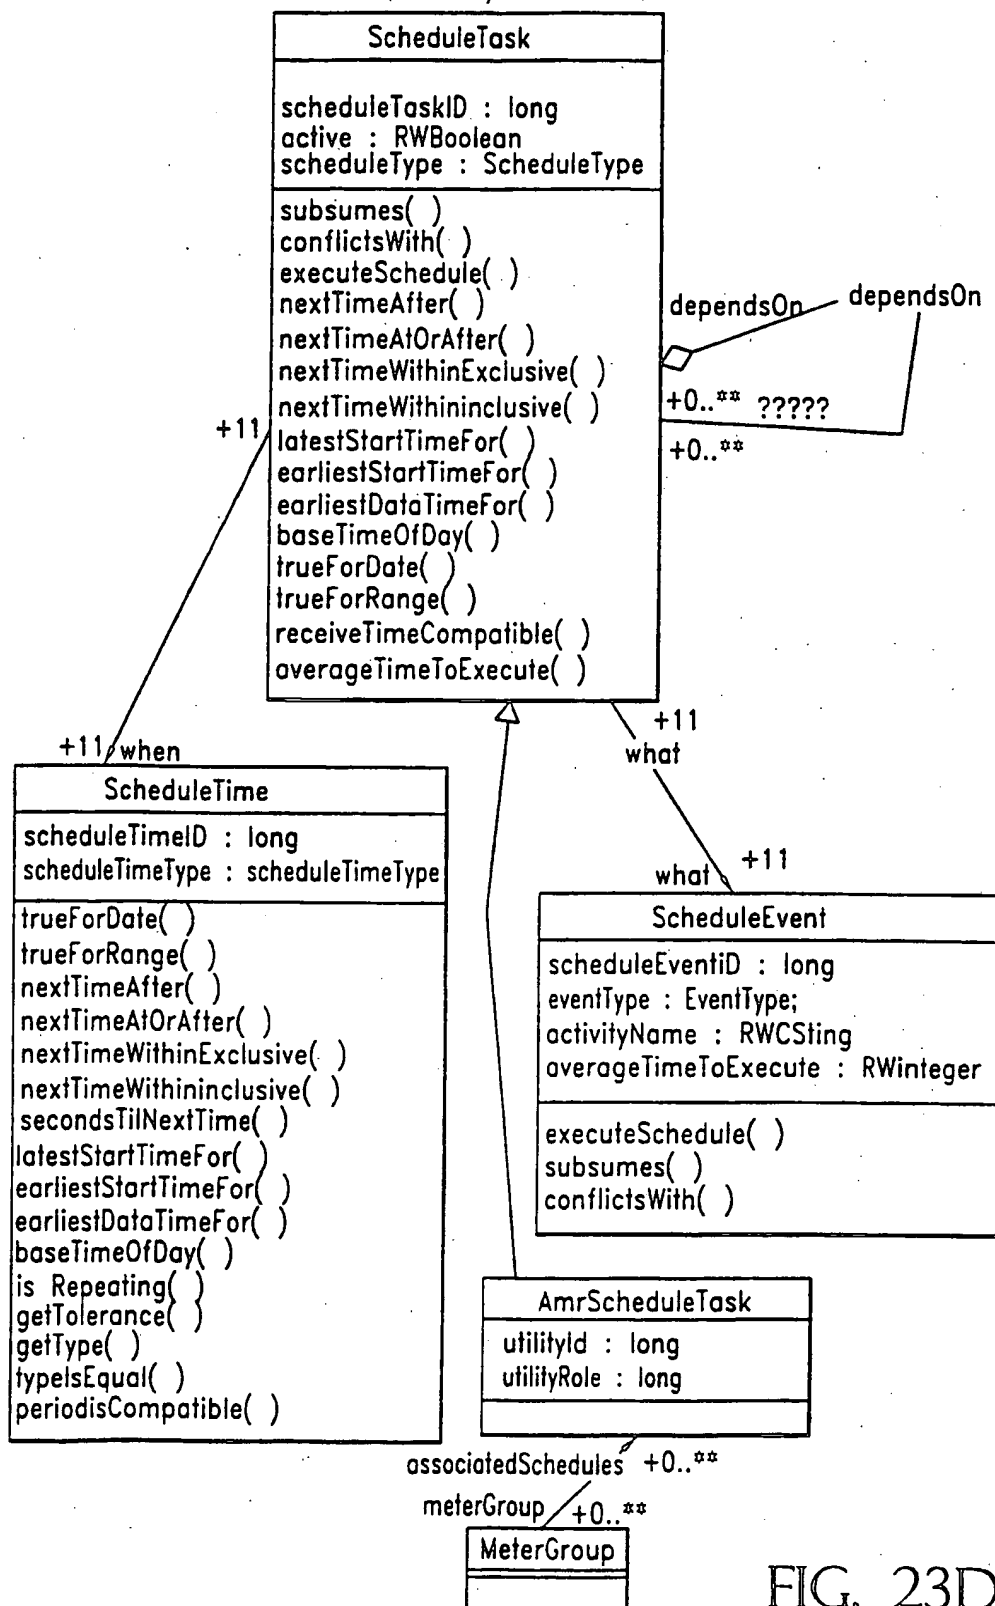 ScheduleTask
scheduleTaskID : long
active : RWBoolean
scheduleType : ScheduleType
subsumes( )
conflictsWith( )
executeSchedule( )
nextTimeAfter( )
nextTimeAtOrAfter( )
nextTimeWithinExclusive( )
nextTimeWithininclusive( )
latestStartTimeFor( )
earliestStartTimeFor( )
earliestDataTimeFor( )
baseTimeOfDay( )
trueForDate( )
trueForRange( )
receiveTimeCompatible( )
averageTimeToExecute( )
dependsOn dependsOn
+0..** ?????
+0..**
+11
+11 when
+11
what
ScheduleTime
scheduleTimeID : long
scheduleTimeType : scheduleTimeType
trueForDate( )
trueForRange( )
nextTimeAfter( )
nextTimeAtOrAfter( )
nextTimeWithinExclusive( )
nextTimeWithininclusive( )
secondsTilNextTime( )
latestStartTimeFor( )
earliestStartTimeFor( )
earliestDataTimeFor( )
baseTimeOfDay( )
is Repeating( )
getTolerance( )
getType( )
typeIsEqual( )
periodisCompatible( )
+11
what
ScheduleEvent
scheduleEventiD : long
eventType : EventType;
activityName : RWCSting
averageTimeToExecute : RWinteger
executeSchedule( )
subsumes( )
conflictsWith( )
AmrScheduleTask
utilityId : long
utilityRole : long
associatedSchedules +0..**
meterGroup +0..**
MeterGroup
FIG. 23D